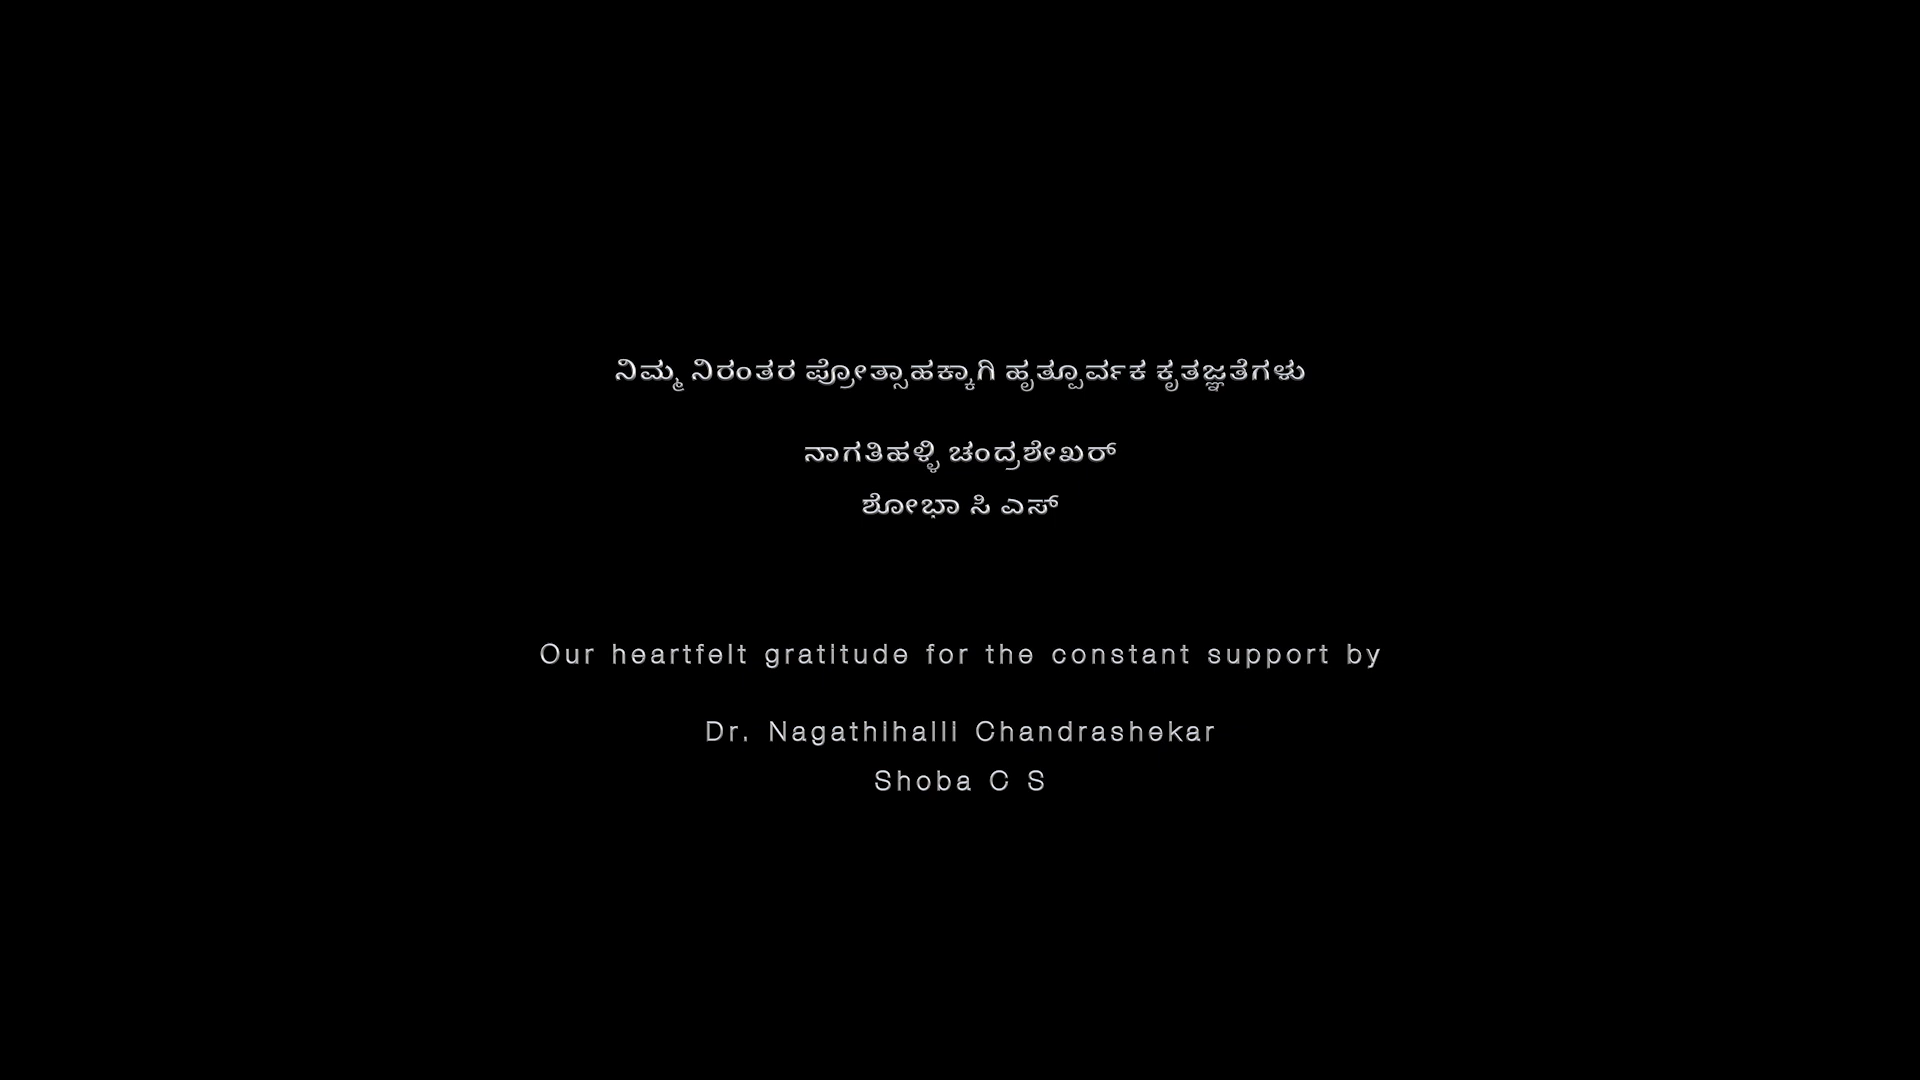 ನಿಮ್ಮ ನಿರಂತರ ಪ್ರೋತ್ಸಾಹಕ್ಕಾಗಿ ಹೃತ್ಪೂರ್ವಕ ಕೃತಜ್ಞತೆಗಳು
ನಾಗತಿಹಳ್ಳಿ ಚಂದ್ರಶೇಖರ್
ಶೋಭಾ ಸಿ ಎಸ್
Our heartfelt gratitude for the constant support by
Dr. Nagathihalli Chandrashekar
Shoba C S